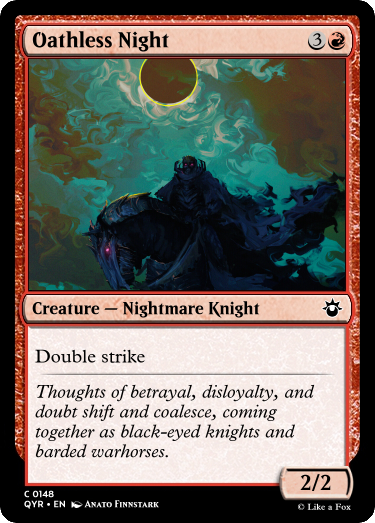 Oathless Night 3
Creature — Nightmare Knight
Double strike
Thoughts of betrayal, disloyalty, and
doubt shift and coalesce, coming
together as black-eyed knights and
barded warhorses.
2/2
C 0148
QYR • EN ANATO FINNSTARK
© Like a Fox